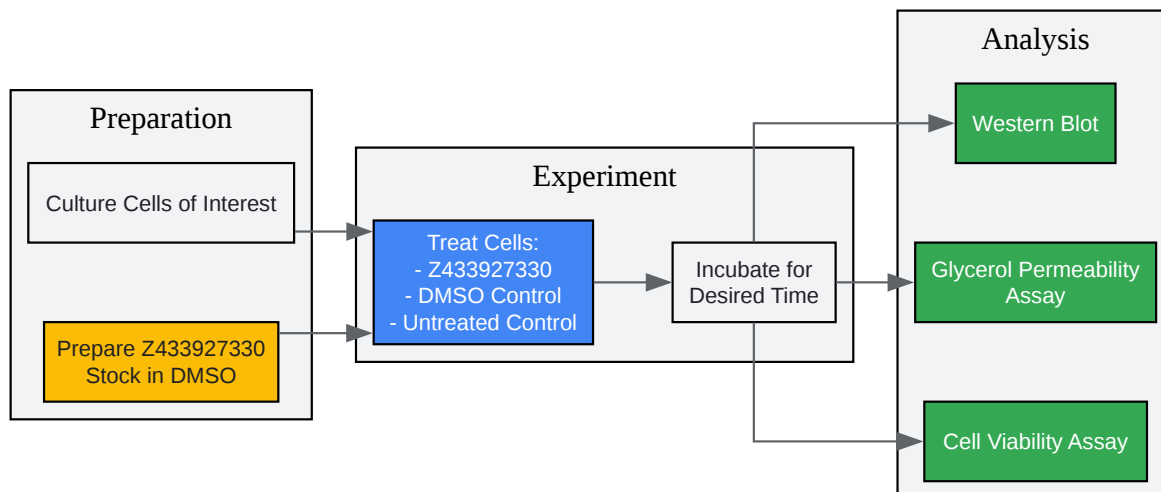 Preparation
Culture Cells of Interest
Prepare Z433927330
Stock in DMSO
Experiment
Treat Cells:
- Z433927330
- DMSO Control
- Untreated Control
Incubate for
Desired Time
Analysis
Western Blot
Glycerol Permeability
Assay
Cell Viability Assay